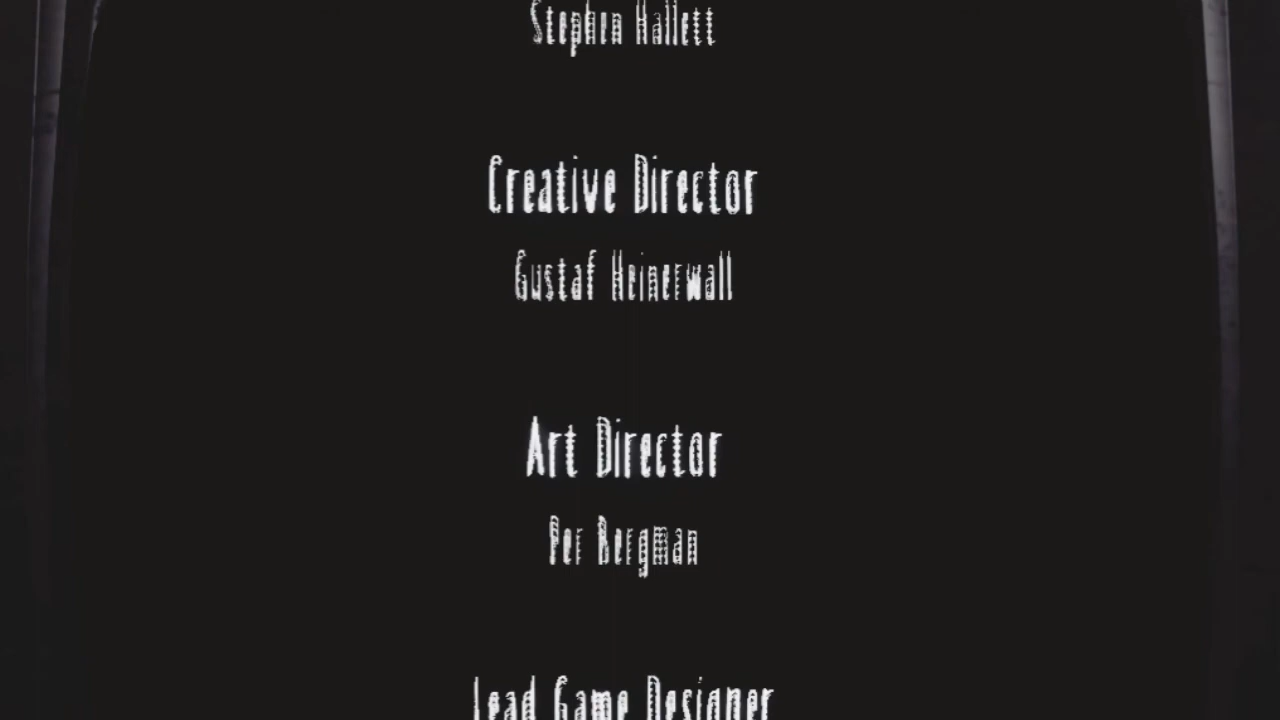 Stephen Hallett
Creative Director
Gustaf Heinerwall
Art Director
Per Bergman
Lead Game Designer